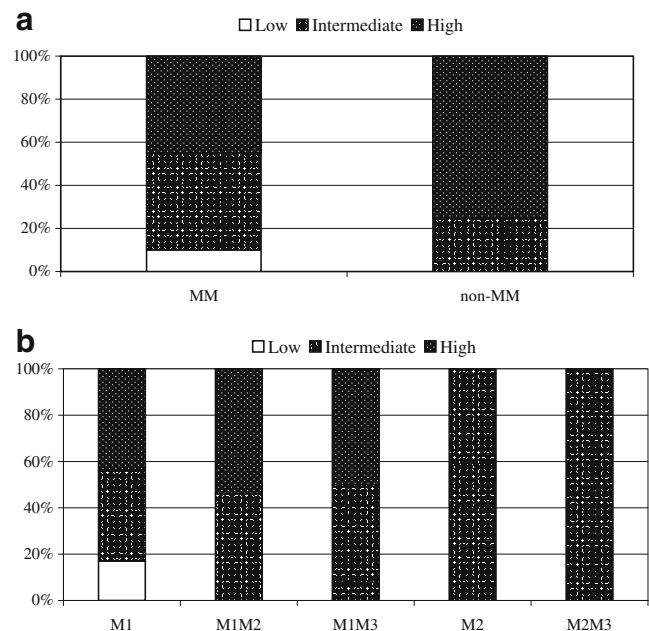 a
Low Intermediate High
100%
80%
60%
40%
20%
0%
MM non-MM
b
Low Intermediate High
100%
80%
60%
40%
20%
0%
M1 M1M2 M1M3 M2 M2M3